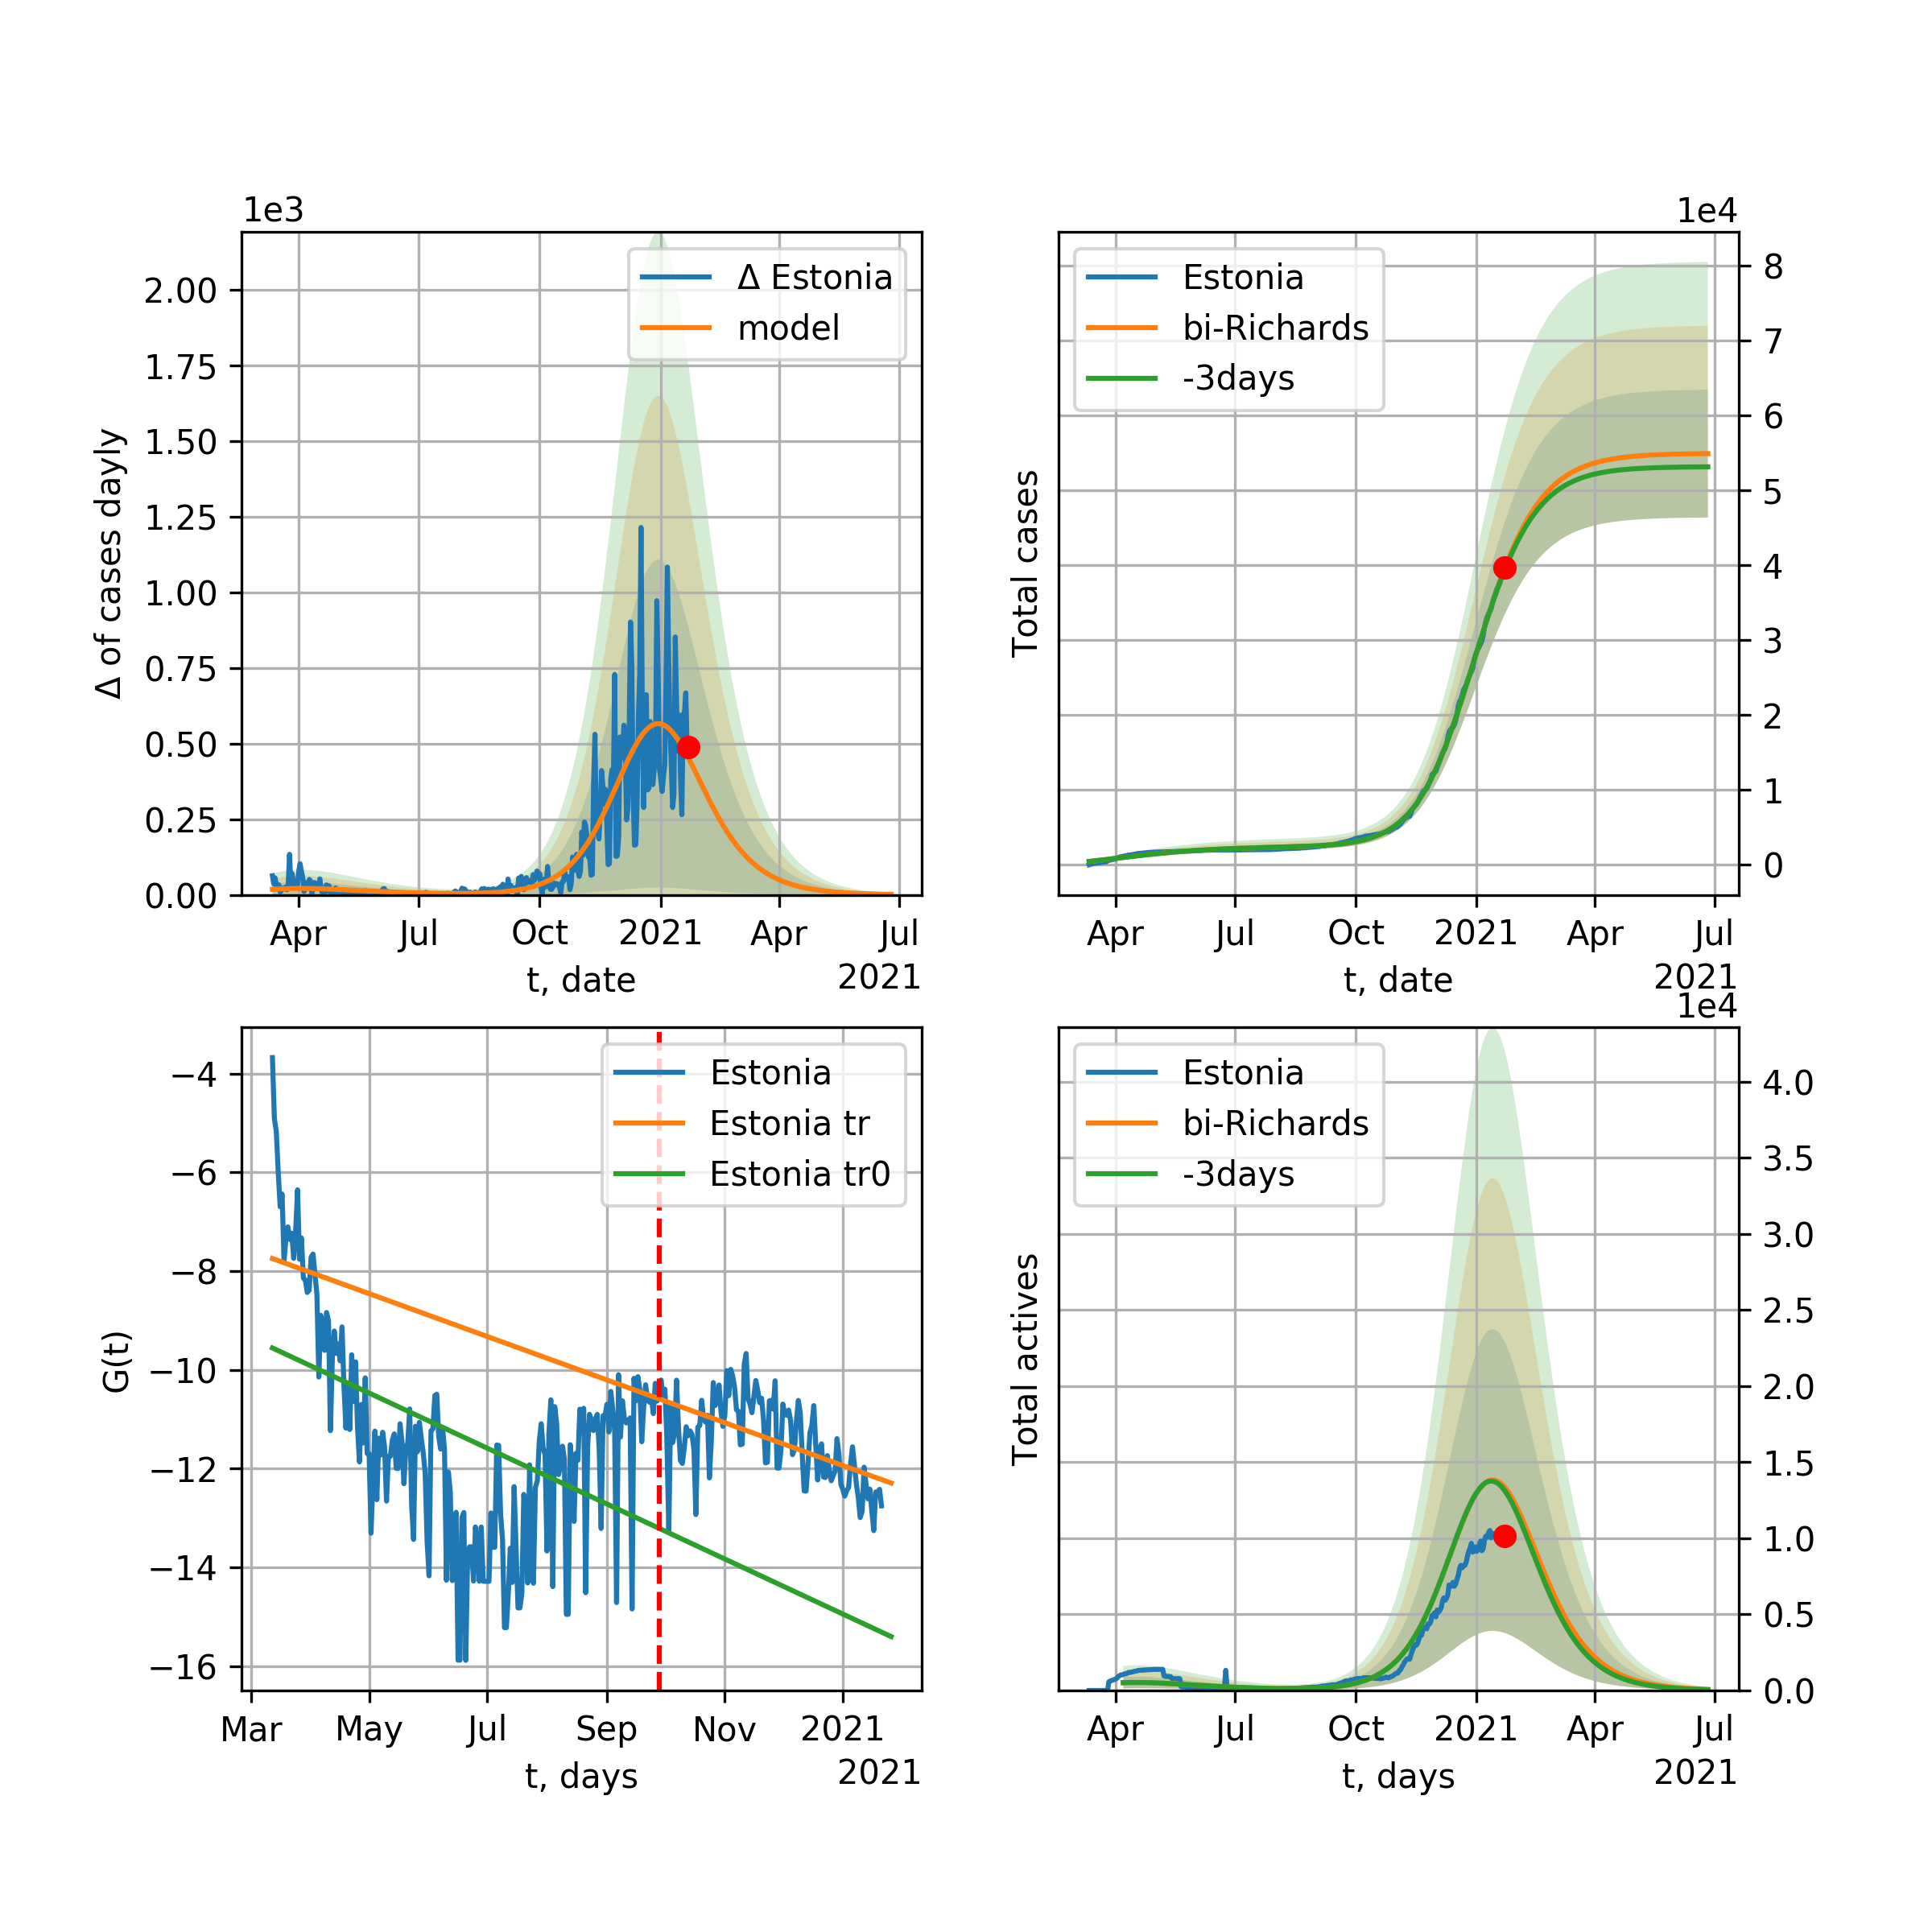 1e3
Δ of cases dayly
2.00
1.75
1.50
1.25
1.00
0.75
0.50
0.25
0.00
Δ Estonia
model
Apr Jul Oct 2021 Apr Jul
t, date
2021
1e4
Total cases
Estonia
bi-Richards
-3days
8
7
6
5
4
3
2
1
0
Apr Jul Oct 2021 Apr Jul
t, date
2021
G(t)
−4
−6
−8
−10
−12
−14
−16
Estonia
Estonia tr
Estonia tr0
Mar May Jul Sep Nov 2021
t, days
2021
1e4
Total actives
Estonia
bi-Richards
-3days
4.0
3.5
3.0
2.5
2.0
1.5
1.0
0.5
0.0
Apr Jul Oct 2021 Apr Jul
t, days
2021